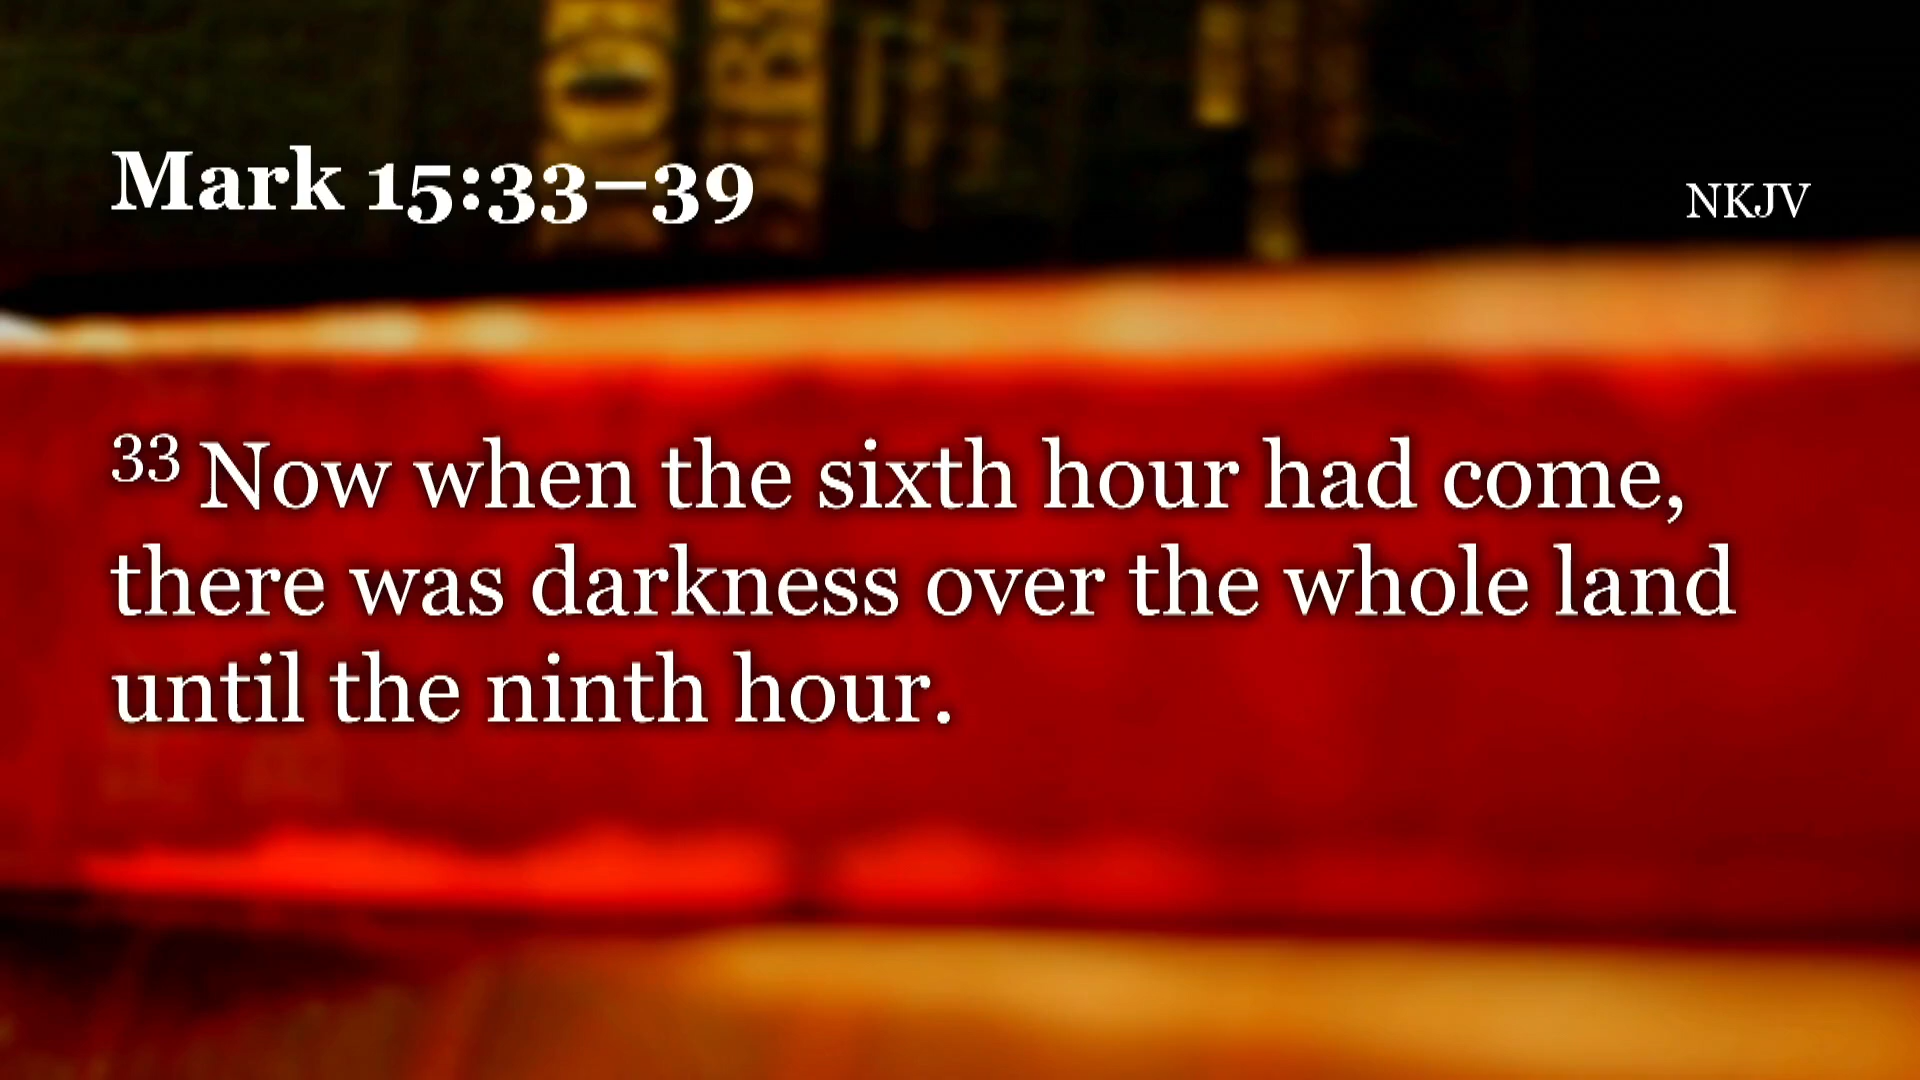 Mark 15:33–39
NKJV
33 Now when the sixth hour had come,
there was darkness over the whole land
until the ninth hour.